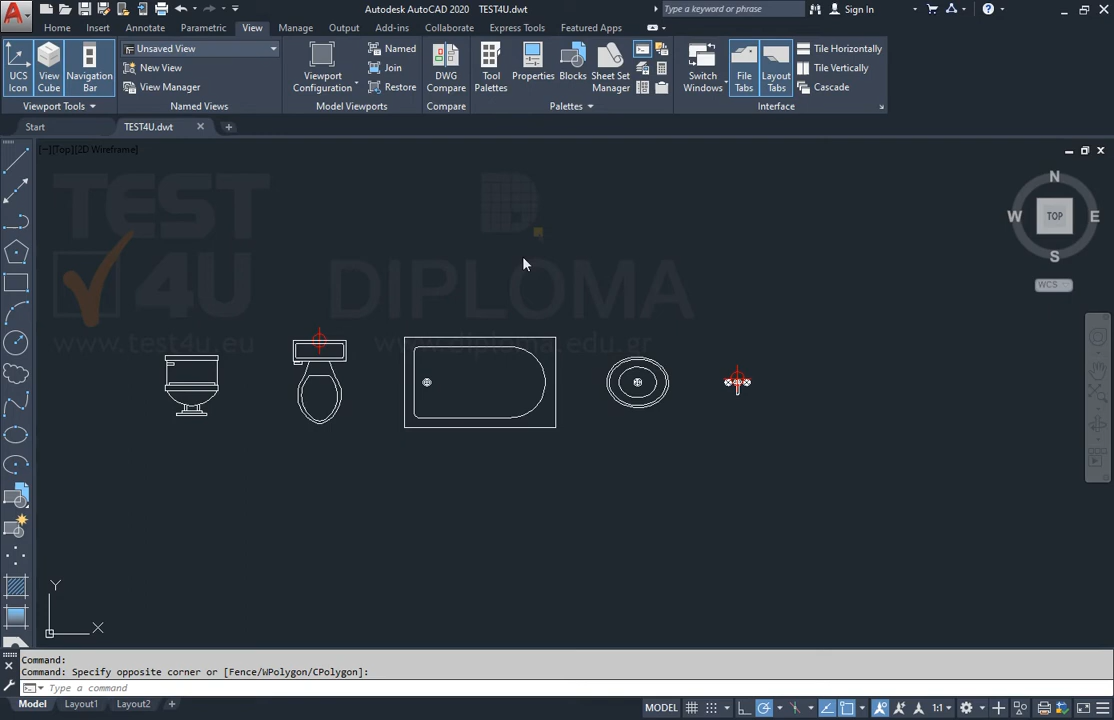 Autodesk AutoCAD 2020 TEST4U.dwt
Type a keyword or phrase
Sign In
Home Insert Annotate Parametric View Manage Output Add-ins Collaborate Express Tools Featured Apps
UCS Icon
View Cube
Navigation Bar
Viewport Tools
Unsaved View
New View
View Manager
Named Views
Viewport Configuration
Named
Join
Restore
Model Viewports
DWG Compare
Compare
Tool Palettes
Properties
Blocks
Sheet Set Manager
Palettes
Switch Windows
File Tabs
Layout Tabs
Tile Horizontally
Tile Vertically
Cascade
Interface
Start TEST4U.dwt
[−][Top][2D Wireframe]
TEST
4U
www.test4u.eu
D
DIPLOMA
www.diploma.edu.gr
N
W TOP E
S
WCS
Y
X
Command:
Command: Specify opposite corner or [Fence/WPolygon/CPolygon]:
Type a command
Model Layout1 Layout2 +
MODEL
1:1